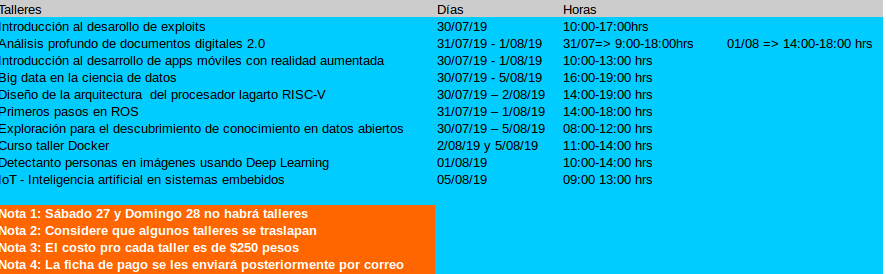 Talleres Días Horas
Introducción al desarollo de exploits 30/07/19 10:00-17:00hrs
Análisis profundo de documentos digitales 2.0 31/07/19 - 1/08/19 31/07=> 9:00-18:00hrs 01/08 => 14:00-18:00 hrs
Introducción al desarrollo de apps móviles con realidad aumentada 30/07/19 - 1/08/19 10:00-13:00 hrs
Big data en la ciencia de datos 30/07/19 - 5/08/19 16:00-19:00 hrs
Diseño de la arquitectura del procesador lagarto RISC-V 30/07/19 – 2/08/19 14:00-19:00 hrs
Primeros pasos en ROS 31/07/19 – 1/08/19 14:00-18:00 hrs
Exploración para el descubrimiento de conocimiento en datos abiertos 30/07/19 – 5/08/19 08:00-12:00 hrs
Curso taller Docker 2/08/19 y 5/08/19 11:00-14:00 hrs
Detectanto personas en imágenes usando Deep Learning 01/08/19 10:00-14:00 hrs
IoT - Inteligencia artificial en sistemas embebidos 05/08/19 09:00 13:00 hrs
Nota 1: Sábado 27 y Domingo 28 no habrá talleres
Nota 2: Considere que algunos talleres se traslapan
Nota 3: El costo pro cada taller es de $250 pesos
Nota 4: La ficha de pago se les enviará posteriormente por correo